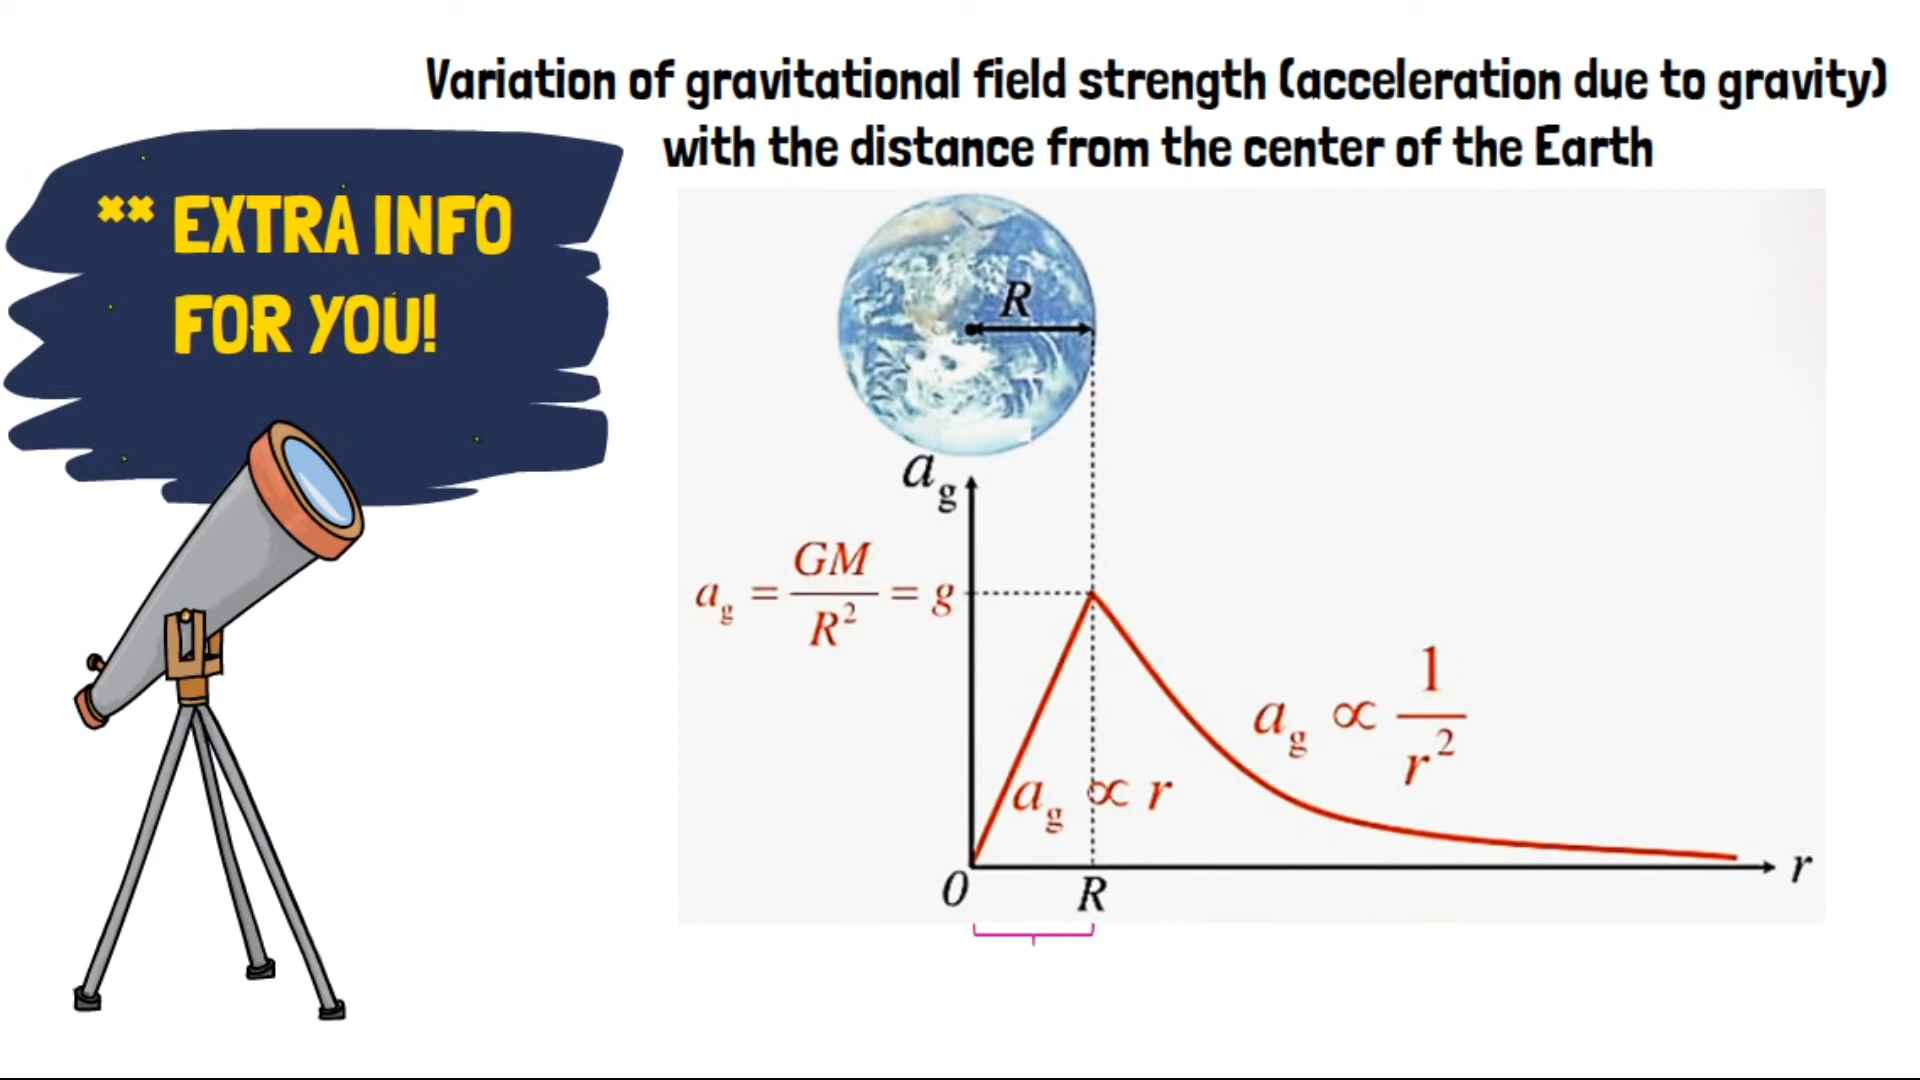 Variation of gravitational field strength (acceleration due to gravity)
with the distance from the center of the Earth
** EXTRA INFO
FOR YOU!
R
a_g
a_g = GM/R² = g
a_g ∝ 1/r²
a_g ∝ r
0
R
r